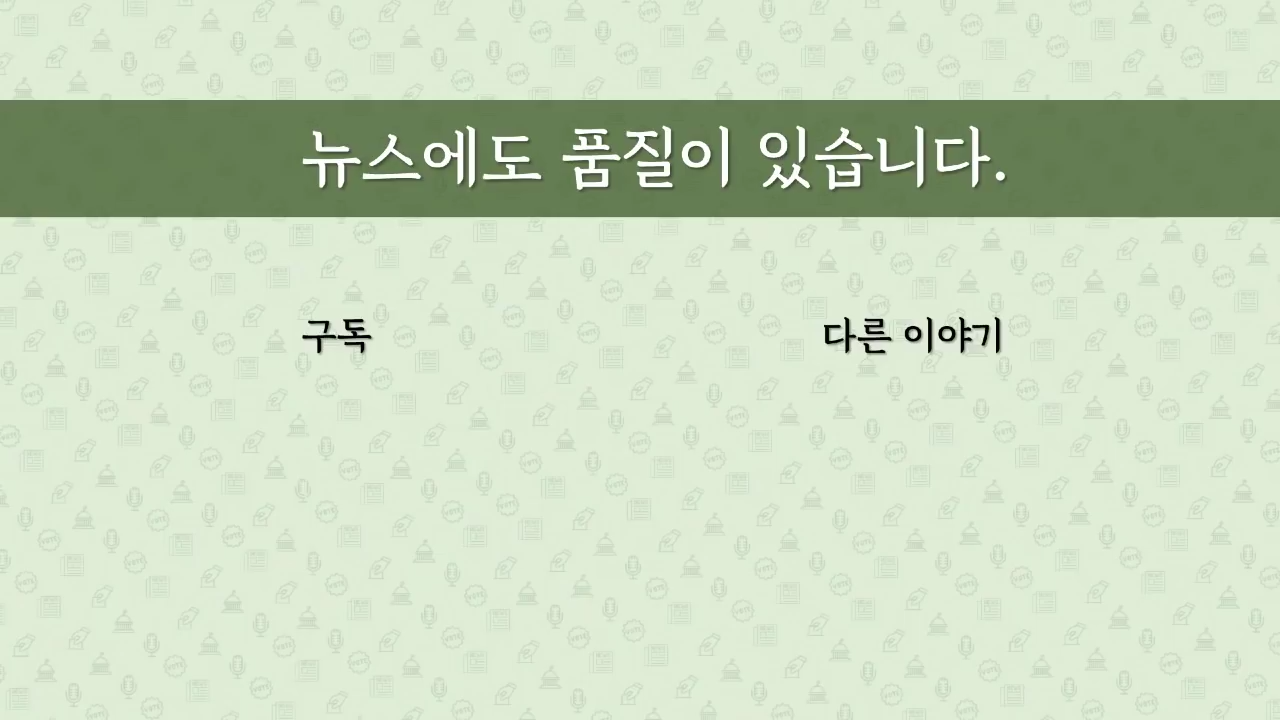 뉴스에도 품질이 있습니다.
구독
다른 이야기